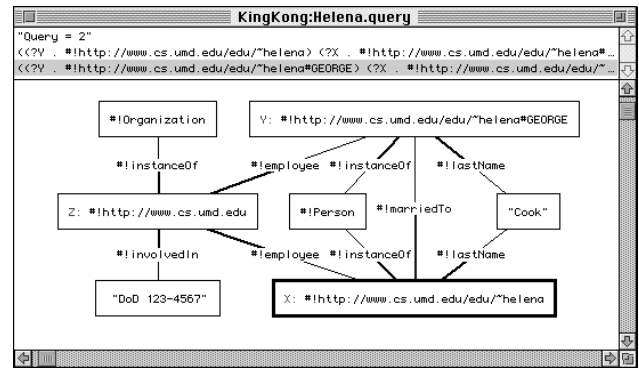 KingKong:Helena.query
"Query = 2"
((?Y . #!http://www.cs.umd.edu/edu/~helena) (?X . #!http://www.cs.umd.edu/edu/~helena#…
((?Y . #!http://www.cs.umd.edu/edu/~helena#GEORGE) (?X . #!http://www.cs.umd.edu/edu/~…
#!Organization
Y: #!http://www.cs.umd.edu/edu/~helena#GEORGE
#!instanceOf
#!employee
#!instanceOf
#!lastName
Z: #!http://www.cs.umd.edu
#!Person
#!marriedTo
"Cook"
#!involvedIn
#!employee
#!instanceOf
#!lastName
"DoD 123-4567"
X: #!http://www.cs.umd.edu/edu/~helena